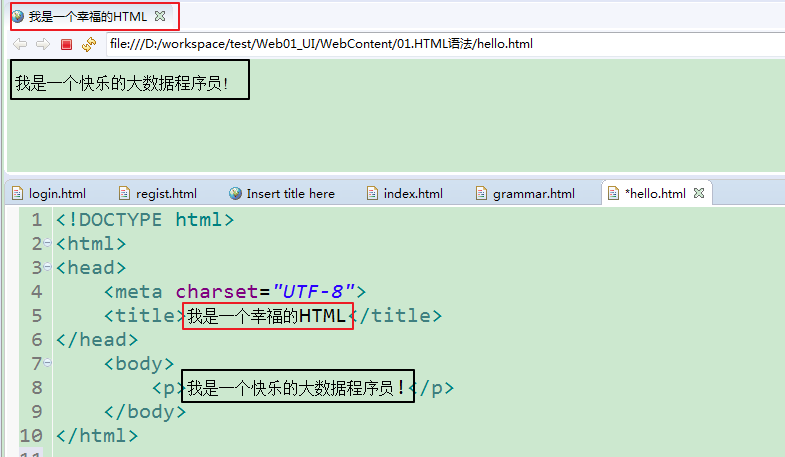 我是一个幸福的HTML
file:///D:/workspace/test/Web01_UI/WebContent/01.HTML语法/hello.html
我是一个快乐的大数据程序员!
login.html regist.html Insert title here index.html grammar.html *hello.html
1 <!DOCTYPE html>
2 <html>
3 <head>
4 <meta charset="UTF-8">
5 <title>我是一个幸福的HTML</title>
6 </head>
7 <body>
8 <p>我是一个快乐的大数据程序员!</p>
9 </body>
10 </html>
11